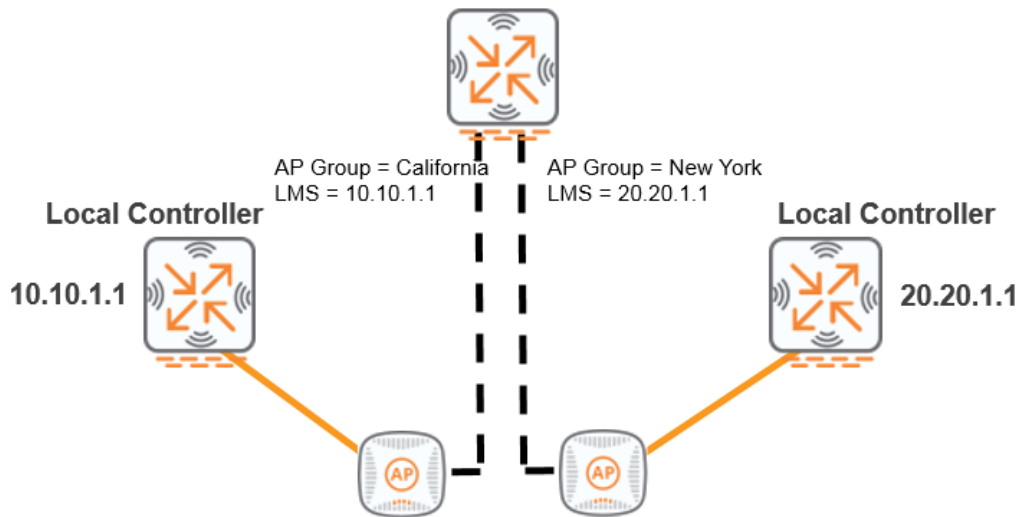 AP Group = California
LMS = 10.10.1.1
AP Group = New York
LMS = 20.20.1.1
Local Controller
10.10.1.1
Local Controller
20.20.1.1
AP
AP